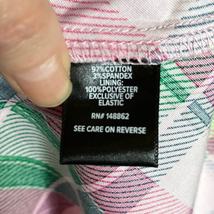 97%COTTON
3%SPANDEX
LINING:
100%POLYESTER
EXCLUSIVE OF
ELASTIC
RN# 148862
SEE CARE ON REVERSE